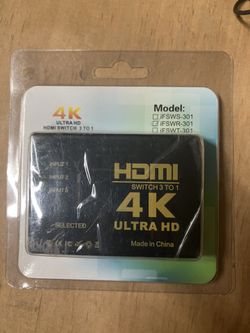 4K
ULTRA HD
HDMI SWITCH 3 TO 1
Model:
iFSWS-301
iFSWR-301
iFSWT-301
INPUT 1
INPUT 2
INPUT 3
SELECTED
HDMI
SWITCH 3 TO 1
4K
ULTRA HD
Made in China